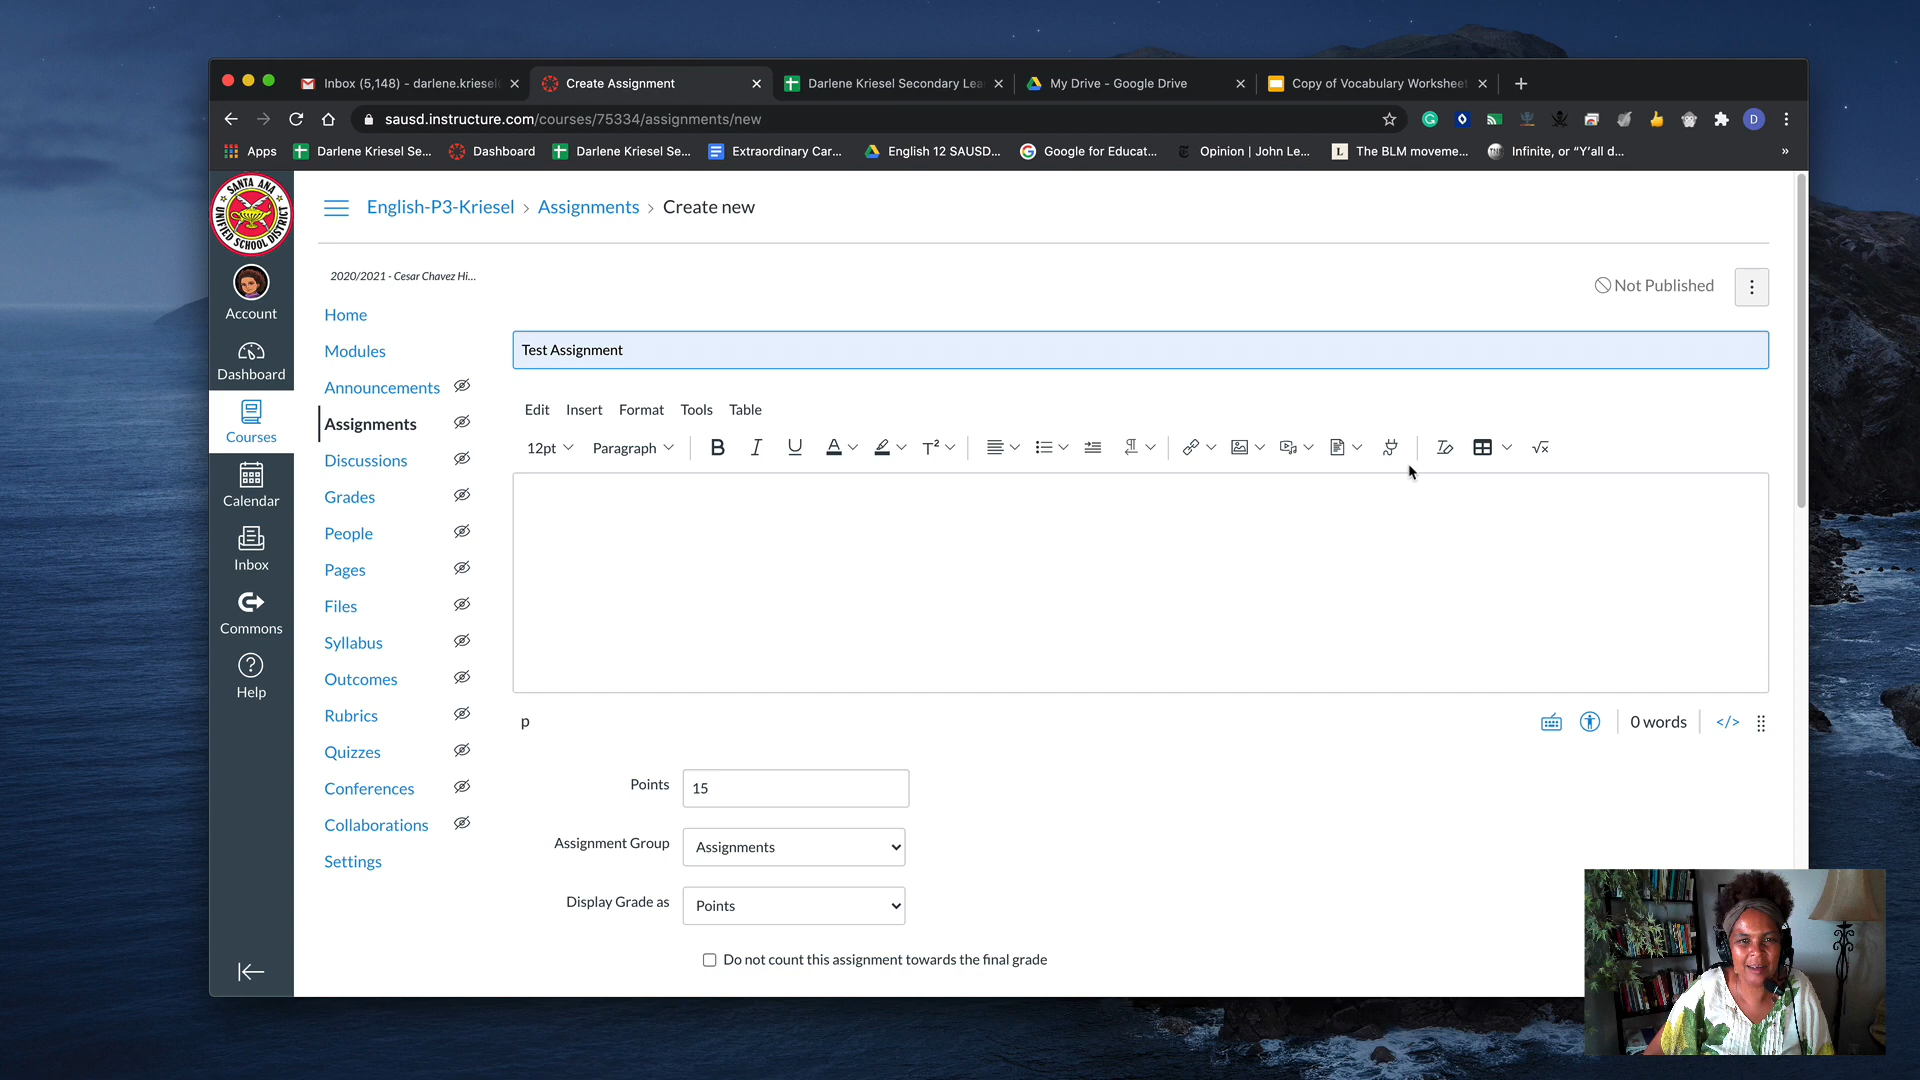 Inbox (5,148) - darlene.kriesel
Create Assignment
Darlene Kriesel Secondary Lea
My Drive - Google Drive
Copy of Vocabulary Worksheet
sausd.instructure.com/courses/75334/assignments/new
D
Apps
Darlene Kriesel Se...
Dashboard
Darlene Kriesel Se...
Extraordinary Car...
English 12 SAUSD...
Google for Educat...
Opinion | John Le...
The BLM moveme...
Infinite, or “Y’all d...
»
SANTA ANA
UNIFIED SCHOOL DISTRICT
Account
Dashboard
Courses
Calendar
Inbox
Commons
Help
English-P3-Kriesel › Assignments › Create new
2020/2021 - Cesar Chavez Hi...
Home
Modules
Announcements
Assignments
Discussions
Grades
People
Pages
Files
Syllabus
Outcomes
Rubrics
Quizzes
Conferences
Collaborations
Settings
Not Published
Test Assignment
Edit Insert Format Tools Table
12pt Paragraph B I U A T²
p
0 words </>
Points 15
Assignment Group Assignments
Display Grade as Points
Do not count this assignment towards the final grade